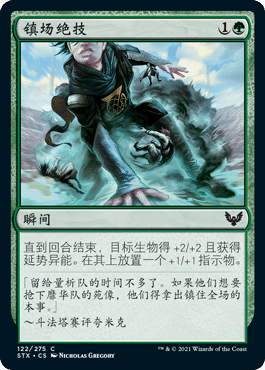 镇场绝技 1
瞬间
直到回合结束，目标生物得 +2/+2 且获得
延势异能。在其上放置一个 +1/+1 指示物。
「留给量析队的时间不多了。如果他们想要
抢下磨华队的苑像，他们得拿出镇住全场的
本事。」
～斗法塔赛评夸米克
122/275 C
STX • CS NICHOLAS GREGORY
™ & © 2021 Wizards of the Coast